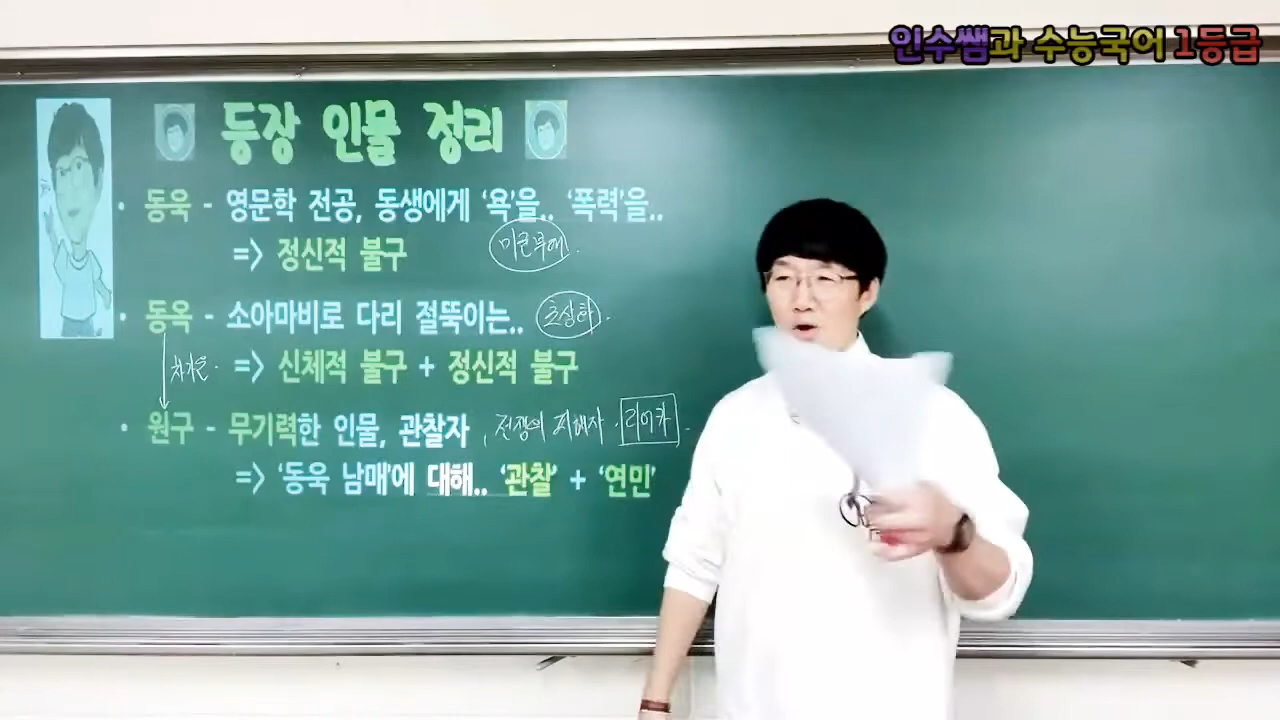 인수쌤과 수능국어 1등급
등장 인물 정리
· 동욱 - 영문학 전공, 동생에게 '욕'을.. '폭력'을..
=> 정신적 불구 미군부대.
· 동옥 - 소아마비로 다리 절뚝이는.. 초상화.
=> 신체적 불구 + 정신적 불구
· 원구 - 무기력한 인물, 관찰자, 전쟁의 피해자. 리어카.
=> '동욱 남매'에 대해.. '관찰' + '연민'